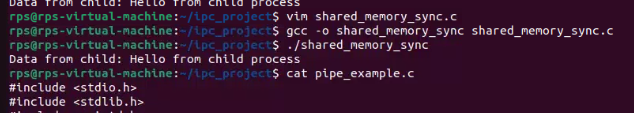 Data from child: Hello from child process
rps@rps-virtual-machine:~/ipc_project$ vim shared_memory_sync.c
rps@rps-virtual-machine:~/ipc_project$ gcc -o shared_memory_sync shared_memory_sync.c
rps@rps-virtual-machine:~/ipc_project$ ./shared_memory_sync
Data from child: Hello from child process
rps@rps-virtual-machine:~/ipc_project$ cat pipe_example.c
#include <stdio.h>
#include <stdlib.h>